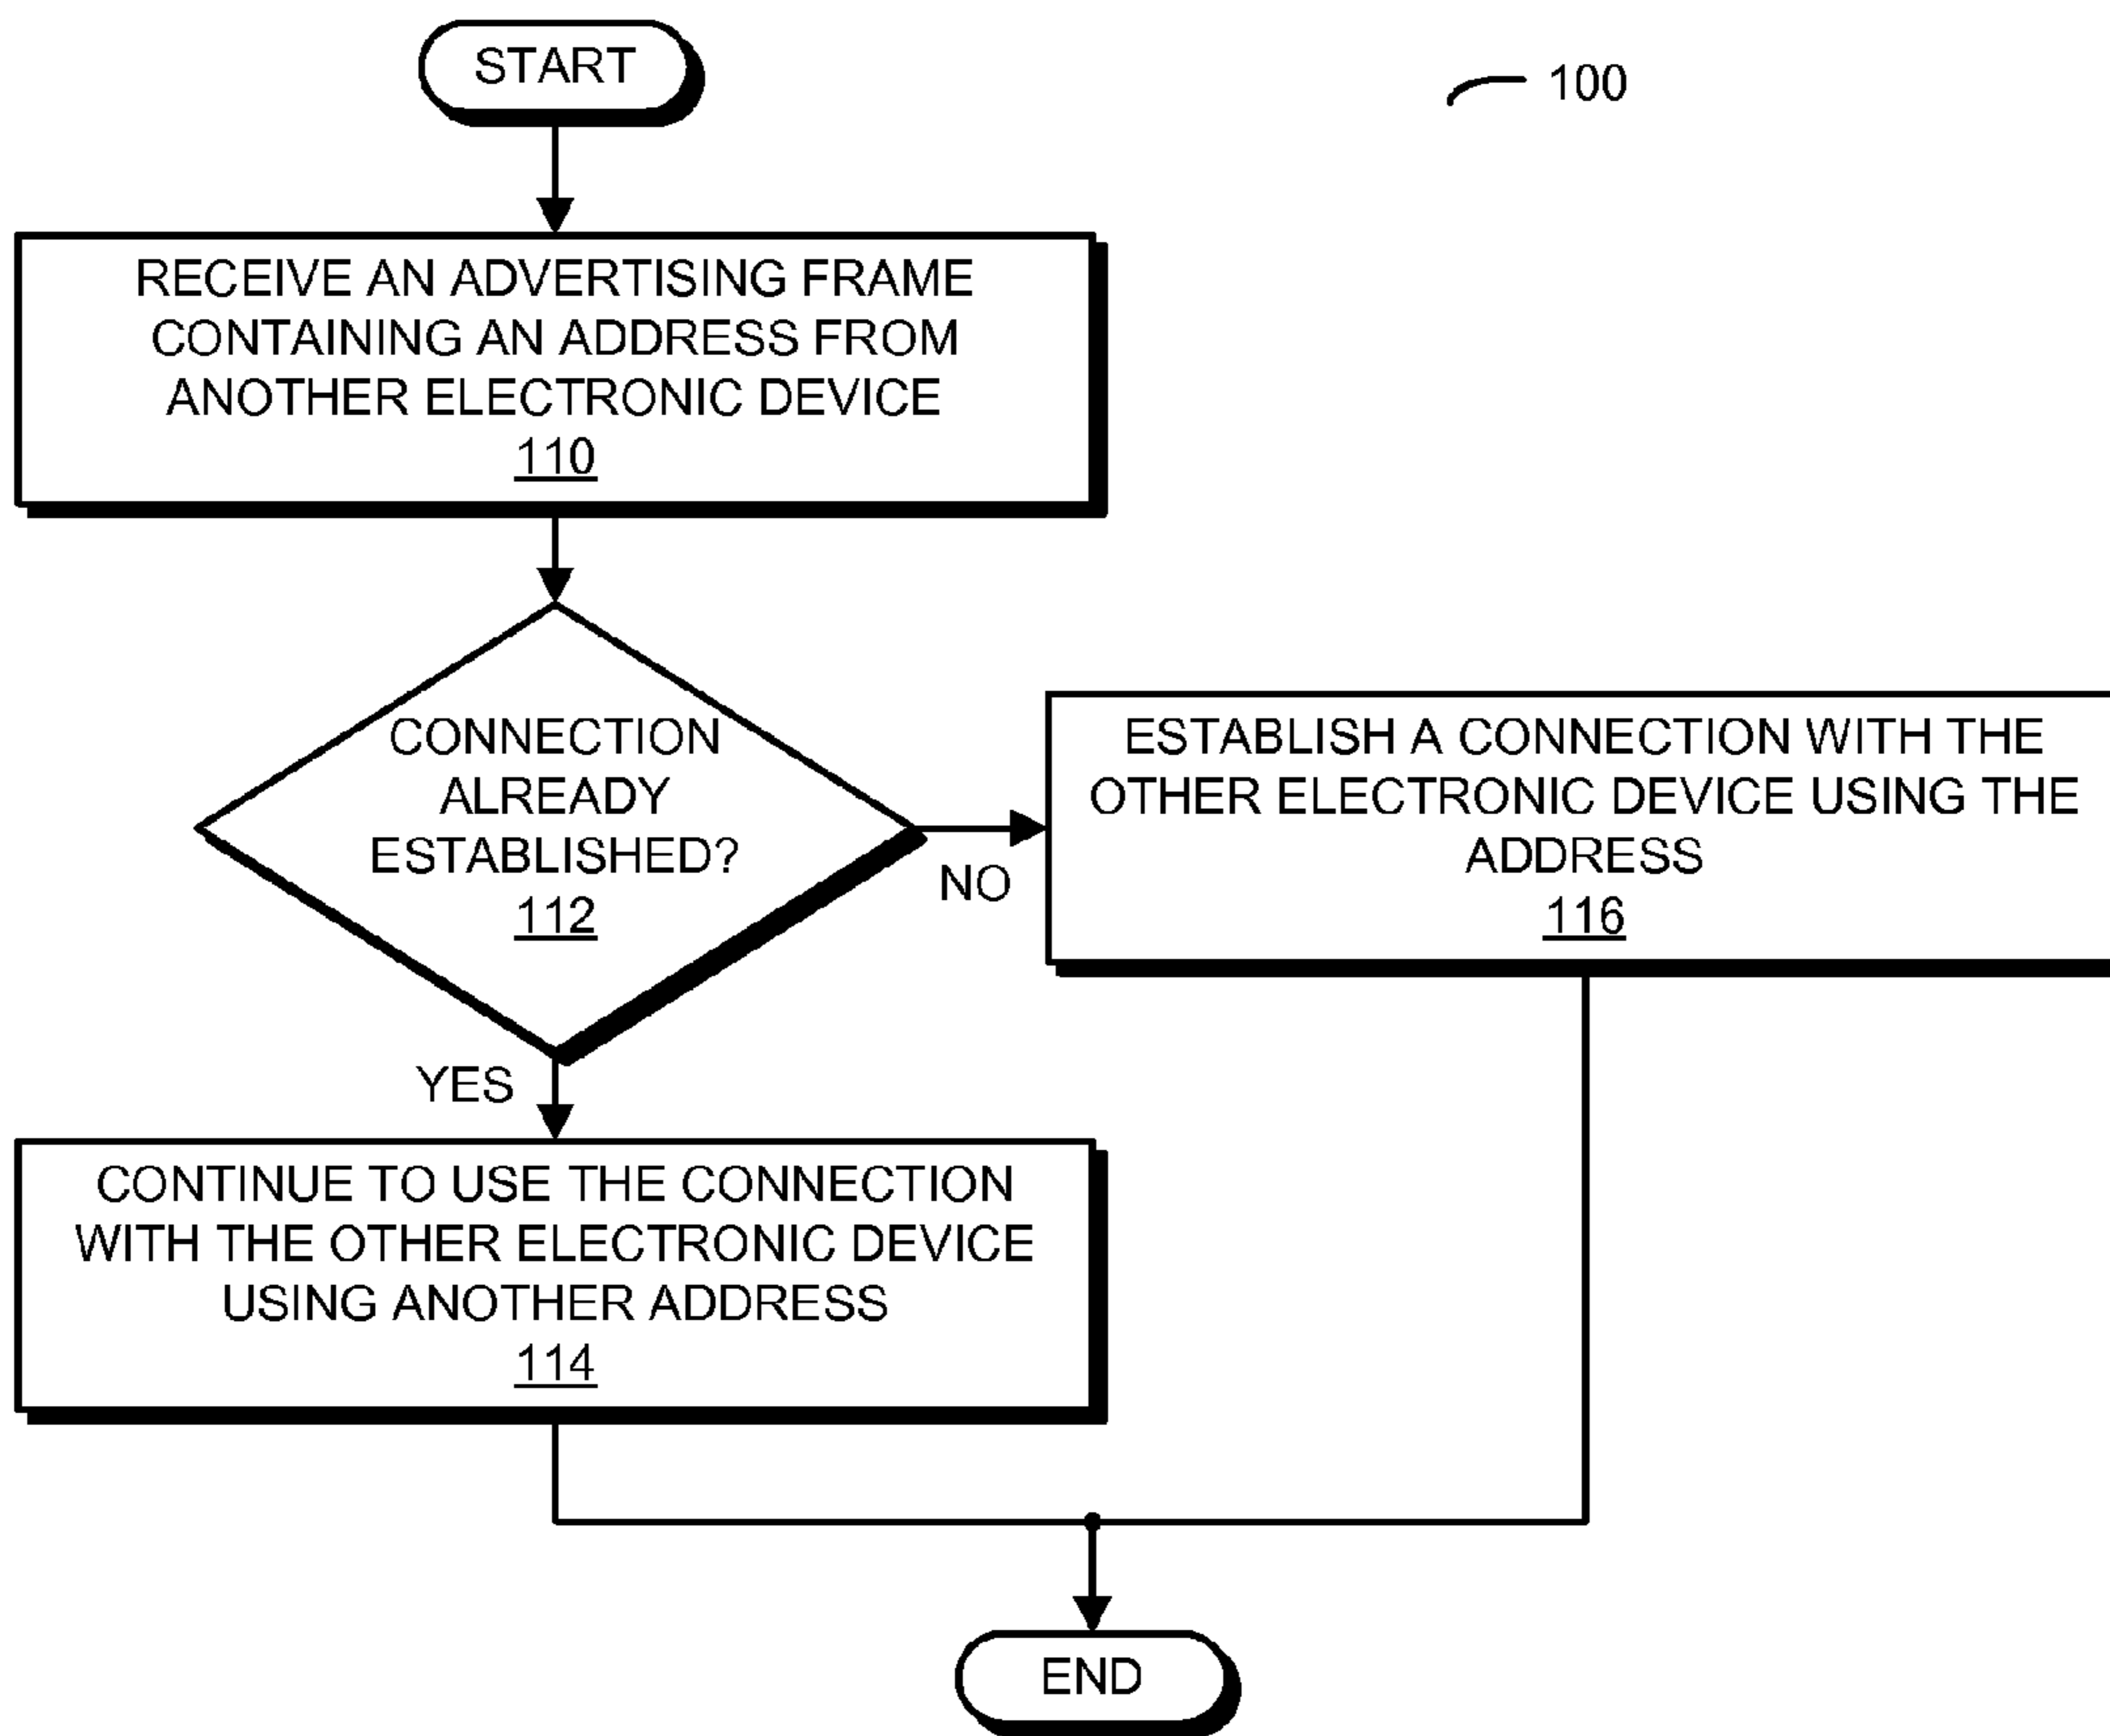 START
100
RECEIVE AN ADVERTISING FRAME
CONTAINING AN ADDRESS FROM
ANOTHER ELECTRONIC DEVICE
110
CONNECTION
ALREADY
ESTABLISHED?
112
NO
ESTABLISH A CONNECTION WITH THE
OTHER ELECTRONIC DEVICE USING THE
ADDRESS
116
YES
CONTINUE TO USE THE CONNECTION
WITH THE OTHER ELECTRONIC DEVICE
USING ANOTHER ADDRESS
114
END